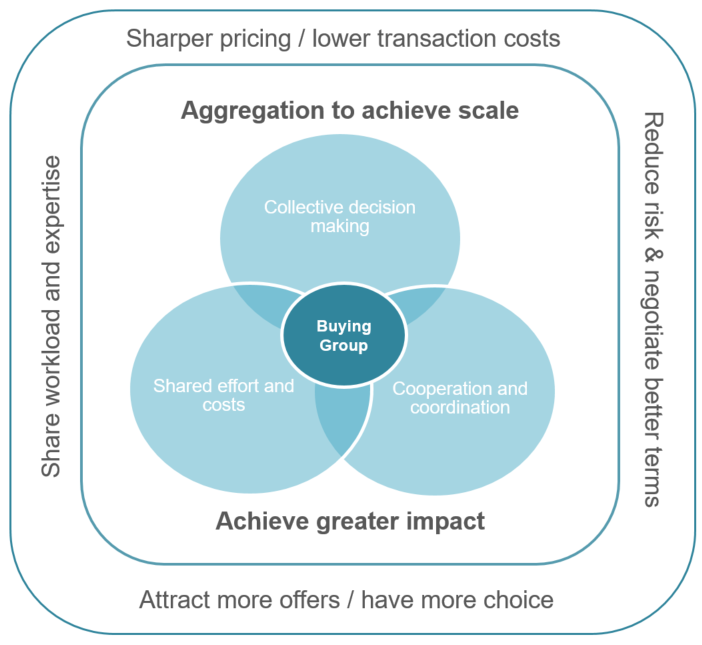 Sharper pricing / lower transaction costs
Aggregation to achieve scale
Collective decision
making
Share workload and expertise
Reduce risk & negotiate better terms
Buying
Group
Shared effort and
costs
Cooperation and
coordination
Achieve greater impact
Attract more offers / have more choice